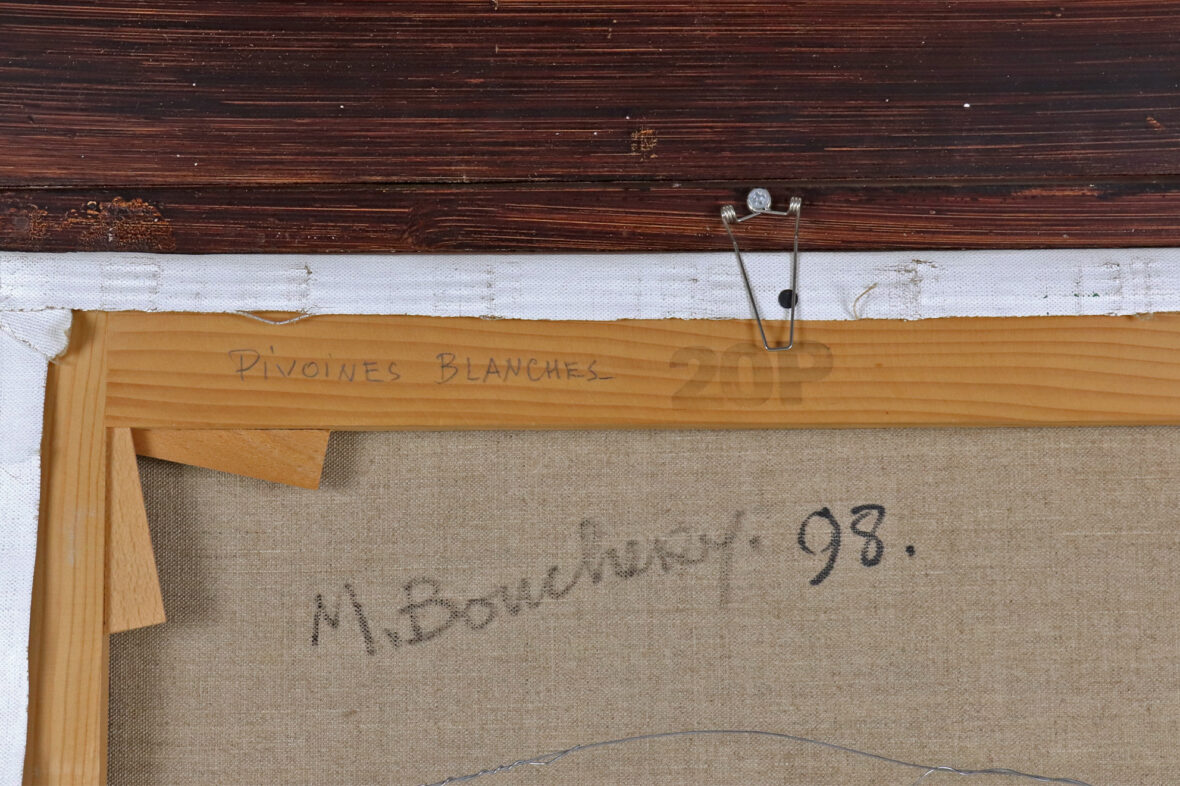 PIVOINES BLANCHES 20P
M. Bouchery. 98.